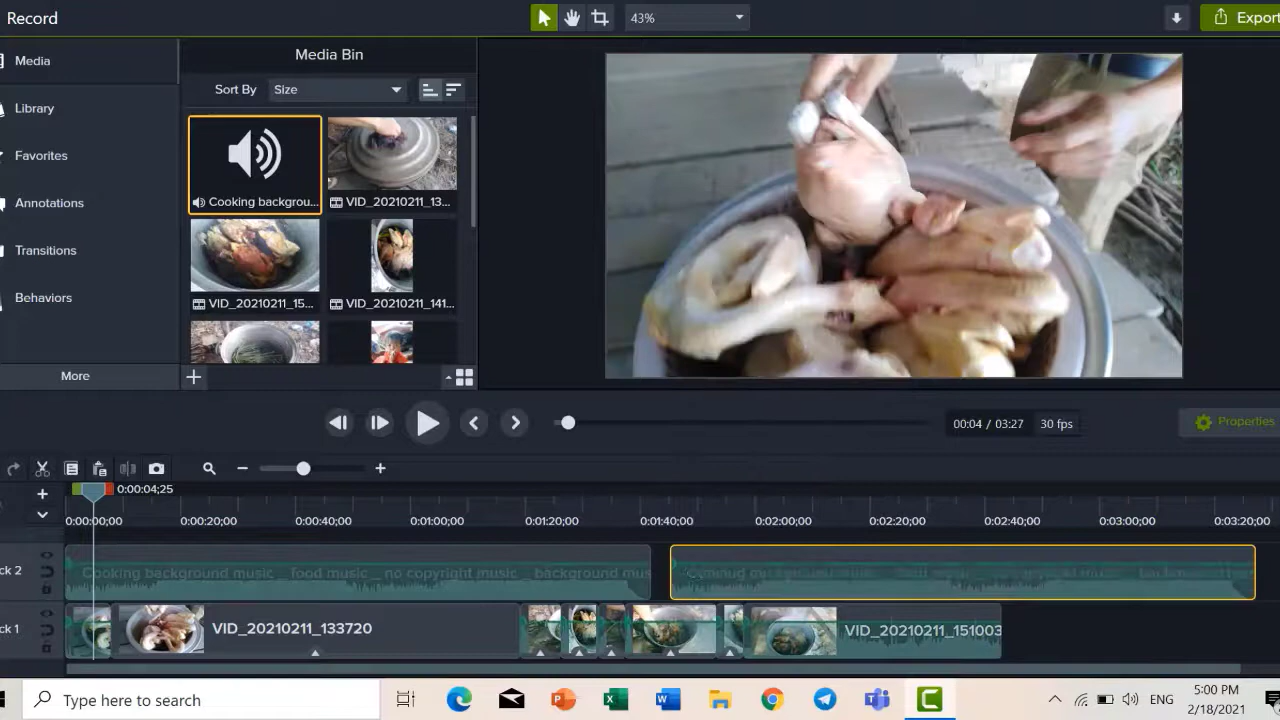 Record
43%
Export
Media
Library
Favorites
Annotations
Transitions
Behaviors
More
Media Bin
Sort By
Size
Cooking backgrou...
VID_20210211_13...
VID_20210211_15...
VID_20210211_141...
00:04 / 03:27
30 fps
Properties
0:00:04;25
0:00:00;00
0:00:20;00
0:00:40;00
0:01:00;00
0:01:20;00
0:01:40;00
0:02:00;00
0:02:20;00
0:02:40;00
0:03:00;00
0:03:20;00
ck 2
Cooking background music _ food music _ no copyright music _ background mus
ck 1
VID_20210211_133720
VID_20210211_151003
Type here to search
ENG
5:00 PM
2/18/2021